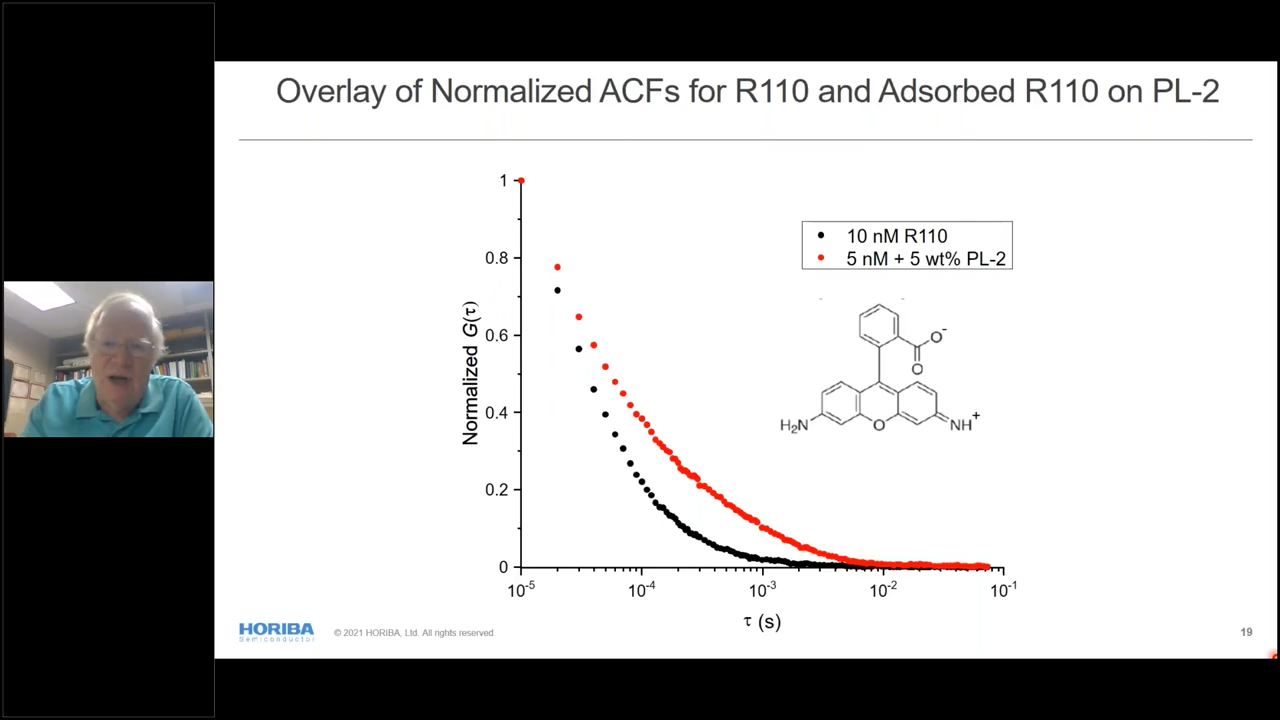 Overlay of Normalized ACFs for R110 and Adsorbed R110 on PL-2
1
0.8
0.6
0.4
0.2
0
Normalized G(τ)
10 nM R110
5 nM + 5 wt% PL-2
O-
O
H2N
O
NH+
10-5
10-4
10-3
10-2
10-1
τ (s)
HORIBA
Semiconductor
© 2021 HORIBA, Ltd. All rights reserved
19